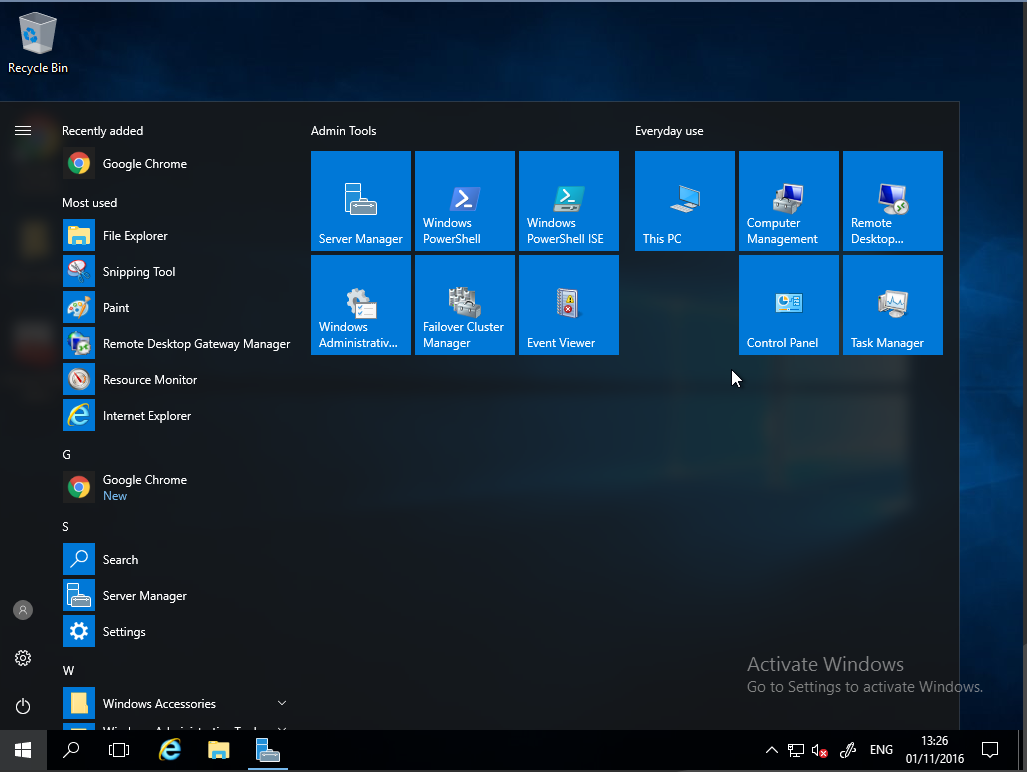 Recycle Bin
Recently added
Google Chrome
Most used
File Explorer
Snipping Tool
Paint
Remote Desktop Gateway Manager
Resource Monitor
Internet Explorer
G
Google Chrome
New
S
Search
Server Manager
Settings
W
Windows Accessories
Admin Tools
Server Manager
Windows
PowerShell
Windows
PowerShell ISE
Windows
Administrativ...
Failover Cluster
Manager
Event Viewer
Everyday use
This PC
Computer
Management
Remote
Desktop...
Control Panel
Task Manager
Activate Windows
Go to Settings to activate Windows.
ENG
13:26
01/11/2016